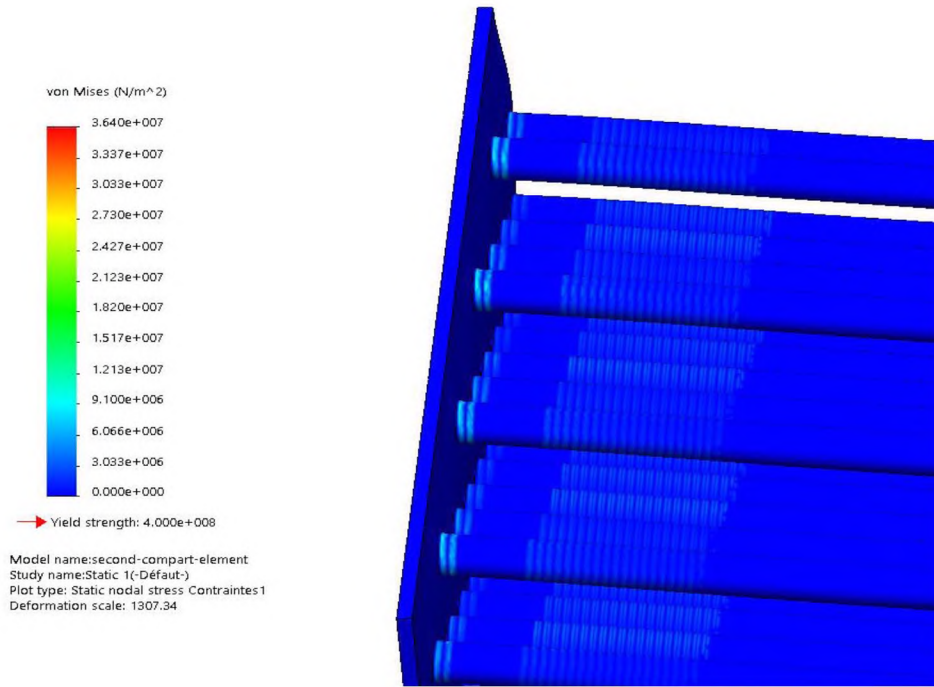 von Mises (N/m^2)
3.640e+007
3.337e+007
3.033e+007
2.730e+007
2.427e+007
2.123e+007
1.820e+007
1.517e+007
1.213e+007
9.100e+006
6.066e+006
3.033e+006
0.000e+000
Yield strength: 4.000e+008
Model name:second-compart-element
Study name:Static 1(-Défaut-)
Plot type: Static nodal stress Contraintes1
Deformation scale: 1307.34